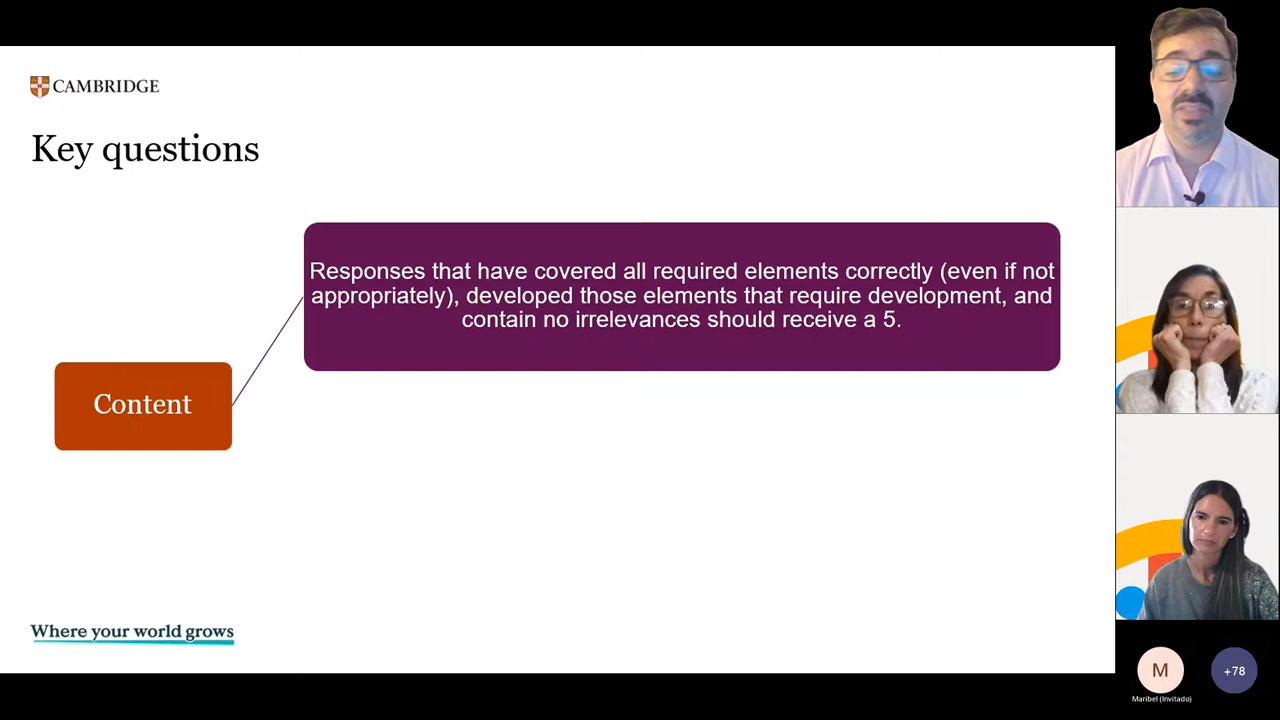 CAMBRIDGE
Key questions
Responses that have covered all required elements correctly (even if not
appropriately), developed those elements that require development, and
contain no irrelevances should receive a 5.
Content
Where your world grows
M
+78
Maribel (Invitado)